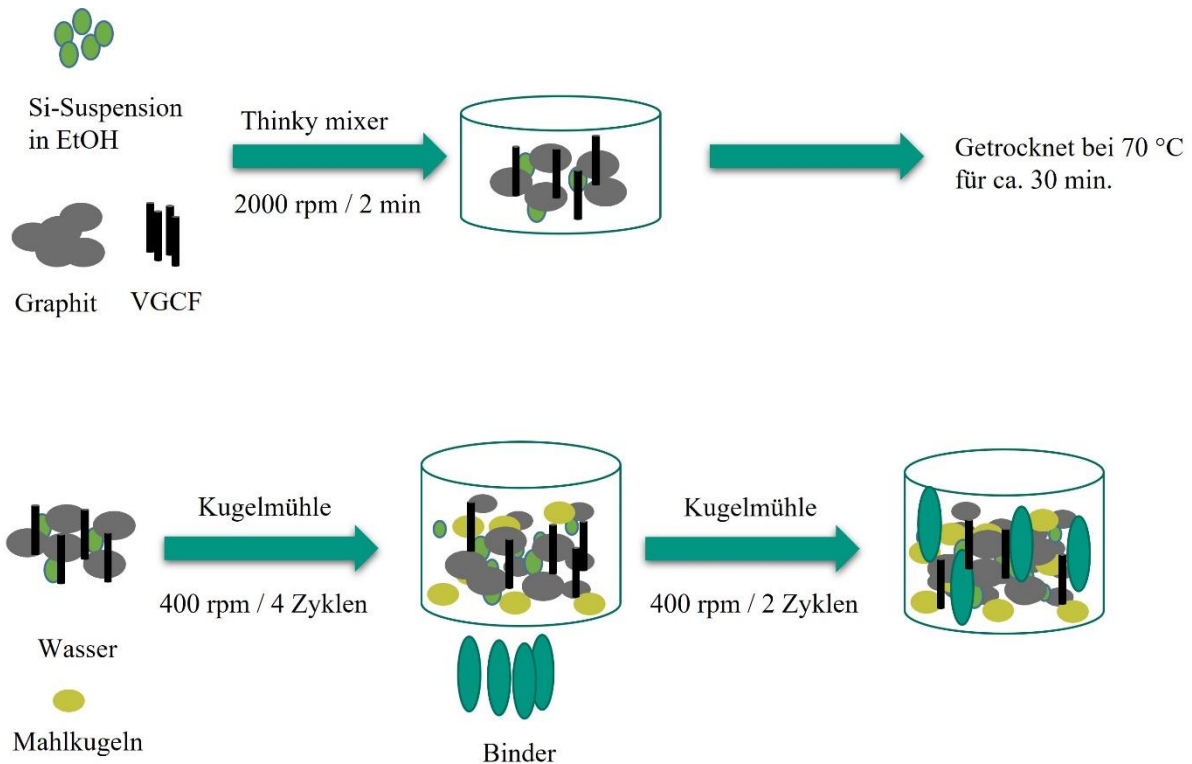 Si-Suspension
in EtOH
Thinky mixer
2000 rpm / 2 min
Getrocknet bei 70 °C
für ca. 30 min.
Graphit
VGCF
Kugelmühle
400 rpm / 4 Zyklen
Kugelmühle
400 rpm / 2 Zyklen
Wasser
Mahlkugeln
Binder